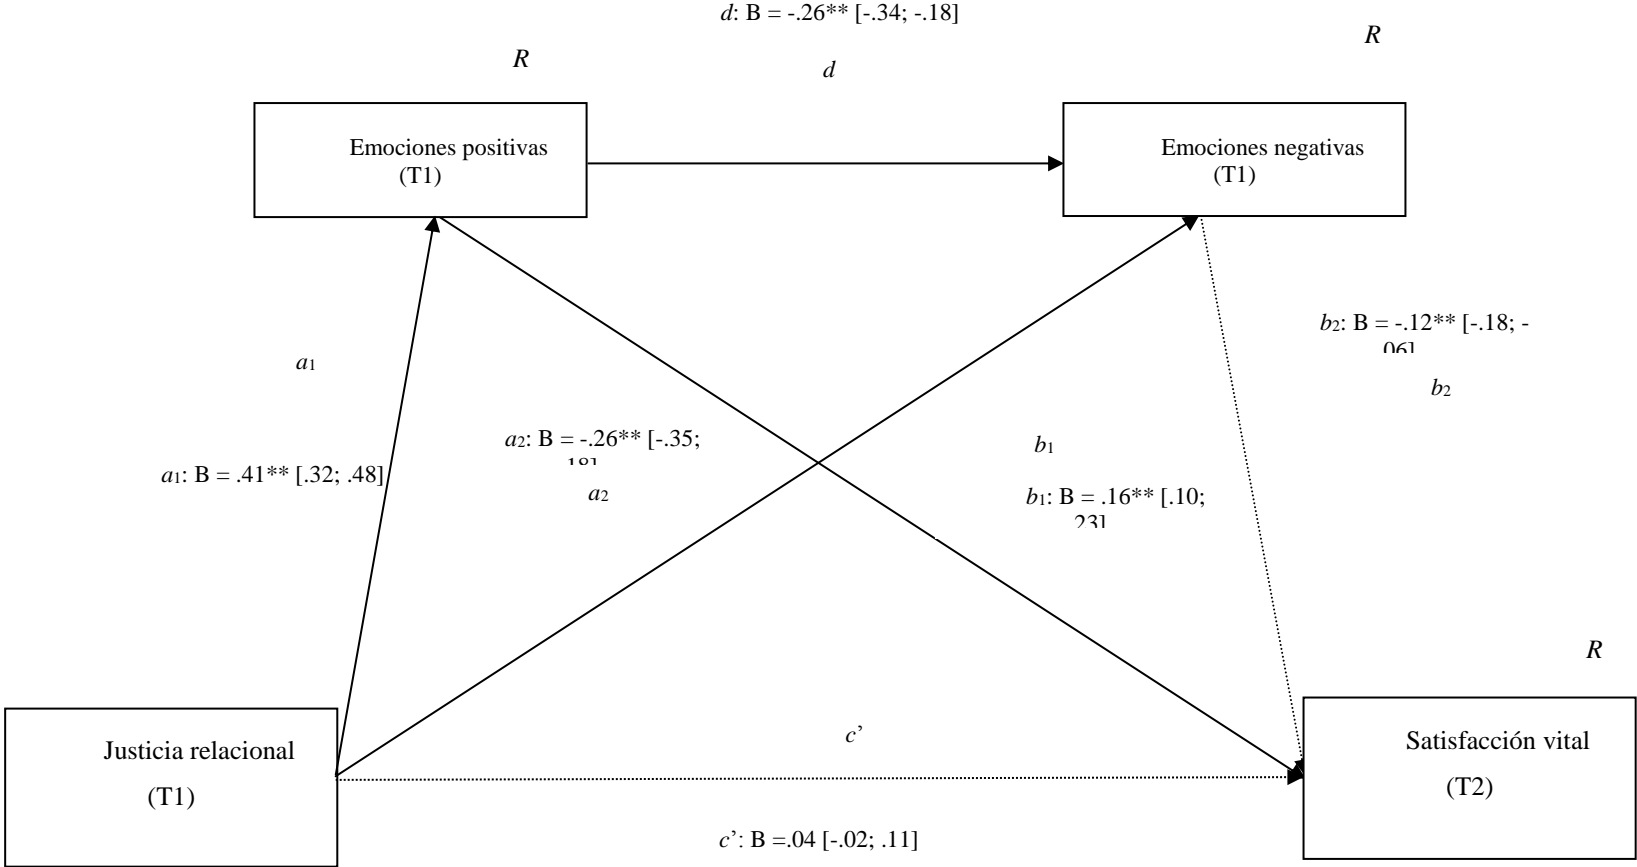 d: B = -.26** [-.34; -.18]
R
R
d
Emociones positivas
(T1)
Emociones negativas
(T1)
b2: B = -.12** [-.18; -
.06]
a1
b2
a2: B = -.26** [-.35;
b1
a1: B = .41** [.32; .48]
a2
b1: B = .16** [.10;
.23]
R
c’
Justicia relacional
(T1)
Satisfacción vital
(T2)
c’: B =.04 [-.02; .11]